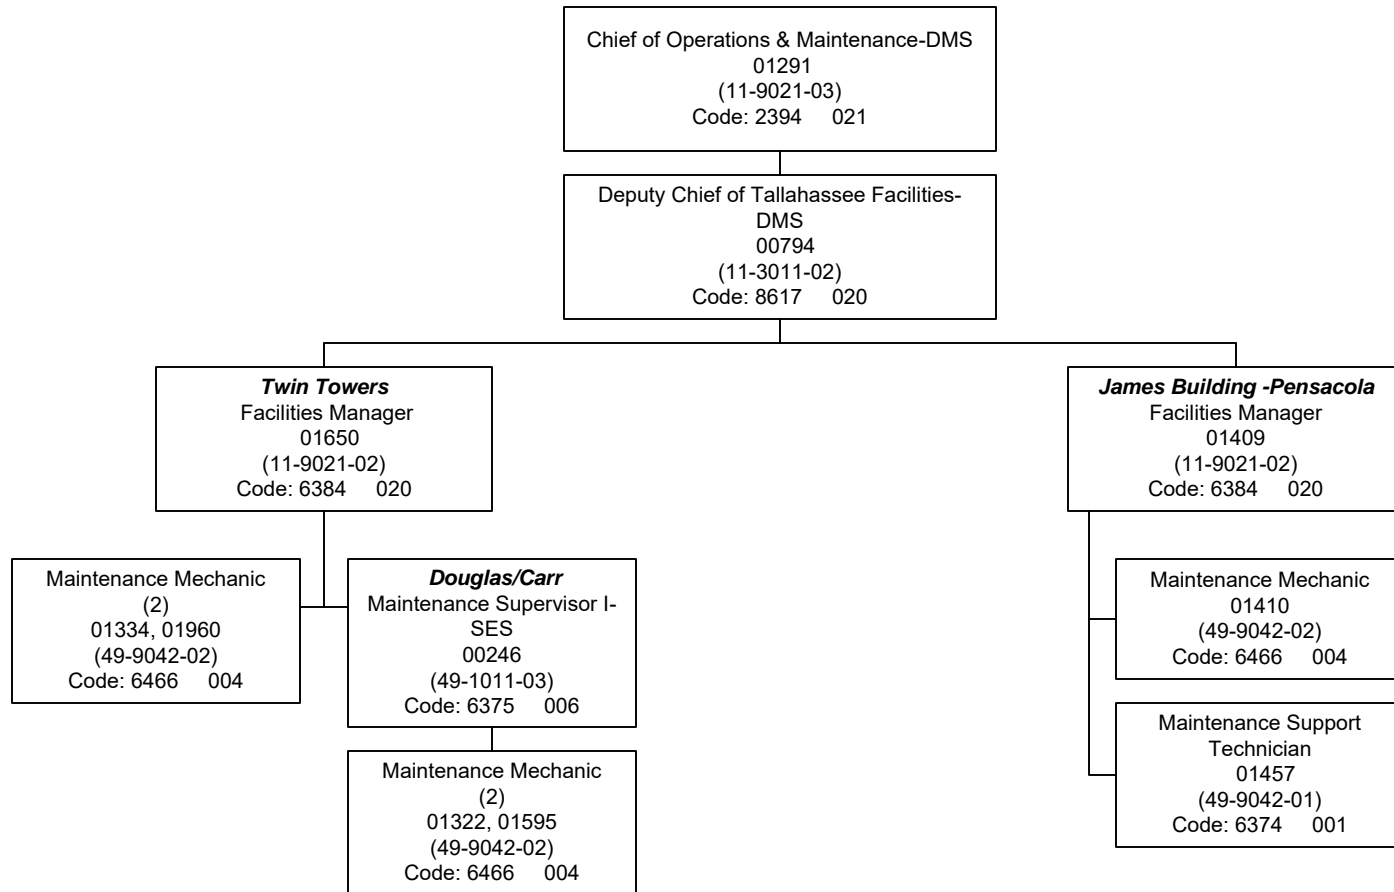 Chief of Operations & Maintenance-DMS
01291
(11-9021-03)
Code: 2394 021
Deputy Chief of Tallahassee Facilities-
DMS
00794
(11-3011-02)
Code: 8617 020
Twin Towers
Facilities Manager
01650
(11-9021-02)
Code: 6384 020
James Building -Pensacola
Facilities Manager
01409
(11-9021-02)
Code: 6384 020
Maintenance Mechanic
(2)
01334, 01960
(49-9042-02)
Code: 6466 004
Douglas/Carr
Maintenance Supervisor I-
SES
00246
(49-1011-03)
Code: 6375 006
Maintenance Mechanic
01410
(49-9042-02)
Code: 6466 004
Maintenance Mechanic
(2)
01322, 01595
(49-9042-02)
Code: 6466 004
Maintenance Support
Technician
01457
(49-9042-01)
Code: 6374 001